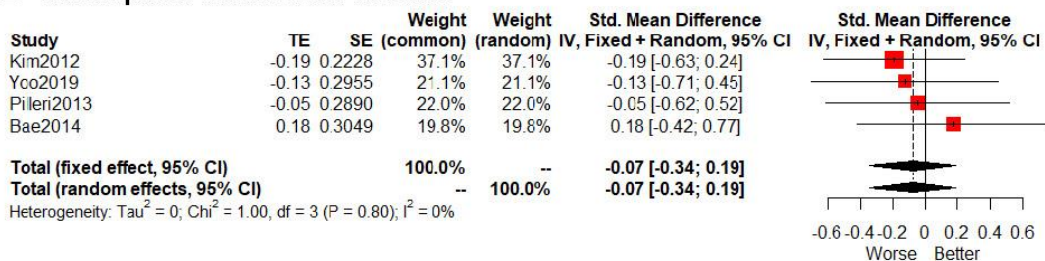 Weight Weight Std. Mean Difference Std. Mean Difference
Study TE SE (common) (random) IV, Fixed + Random, 95% CI IV, Fixed + Random, 95% CI
Kim2012 -0.19 0.2228 37.1% 37.1% -0.19 [-0.63; 0.24]
Yoo2019 -0.13 0.2955 21.1% 21.1% -0.13 [-0.71; 0.45]
Pilleri2013 -0.05 0.2890 22.0% 22.0% -0.05 [-0.62; 0.52]
Bae2014 0.18 0.3049 19.8% 19.8% 0.18 [-0.42; 0.77]
Total (fixed effect, 95% CI) 100.0% -- -0.07 [-0.34; 0.19]
Total (random effects, 95% CI) -- 100.0% -0.07 [-0.34; 0.19]
Heterogeneity: Tau² = 0; Chi² = 1.00, df = 3 (P = 0.80); I² = 0%
-0.6 -0.4 -0.2 0 0.2 0.4 0.6
Worse Better